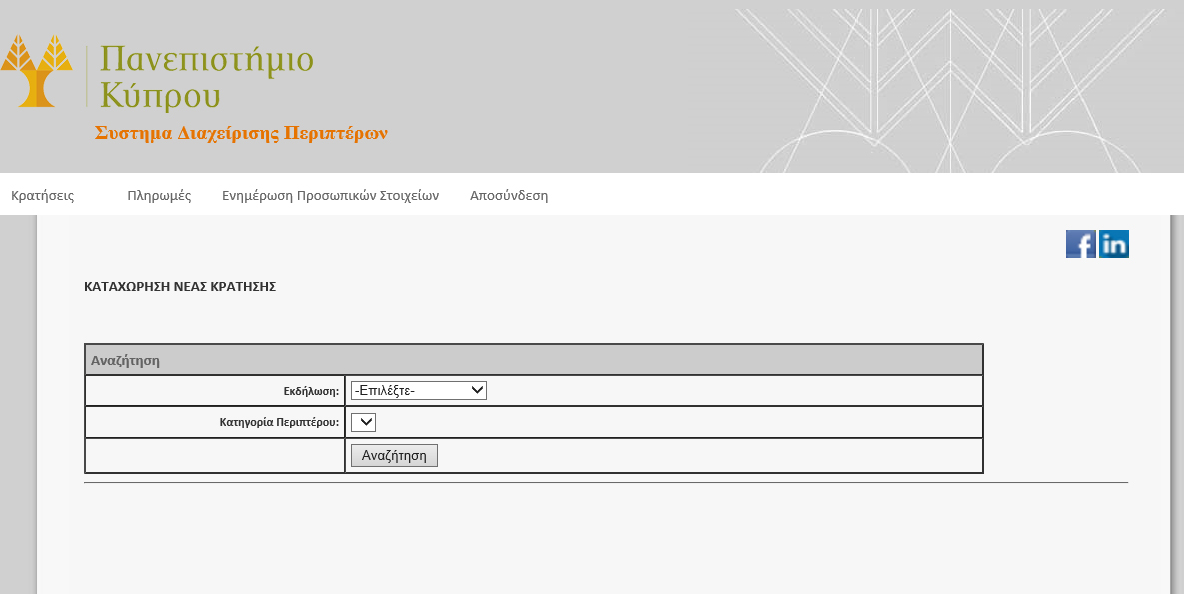 Πανεπιστήμιο
Κύπρου
Συστημα Διαχείρισης Περιπτέρων
Κρατήσεις Πληρωμές Ενημέρωση Προσωπικών Στοιχείων Αποσύνδεση
f in
ΚΑΤΑΧΩΡΗΣΗ ΝΕΑΣ ΚΡΑΤΗΣΗΣ
Αναζήτηση
Εκδήλωση: -Επιλέξτε-
Κατηγορία Περιπτέρου:
Αναζήτηση